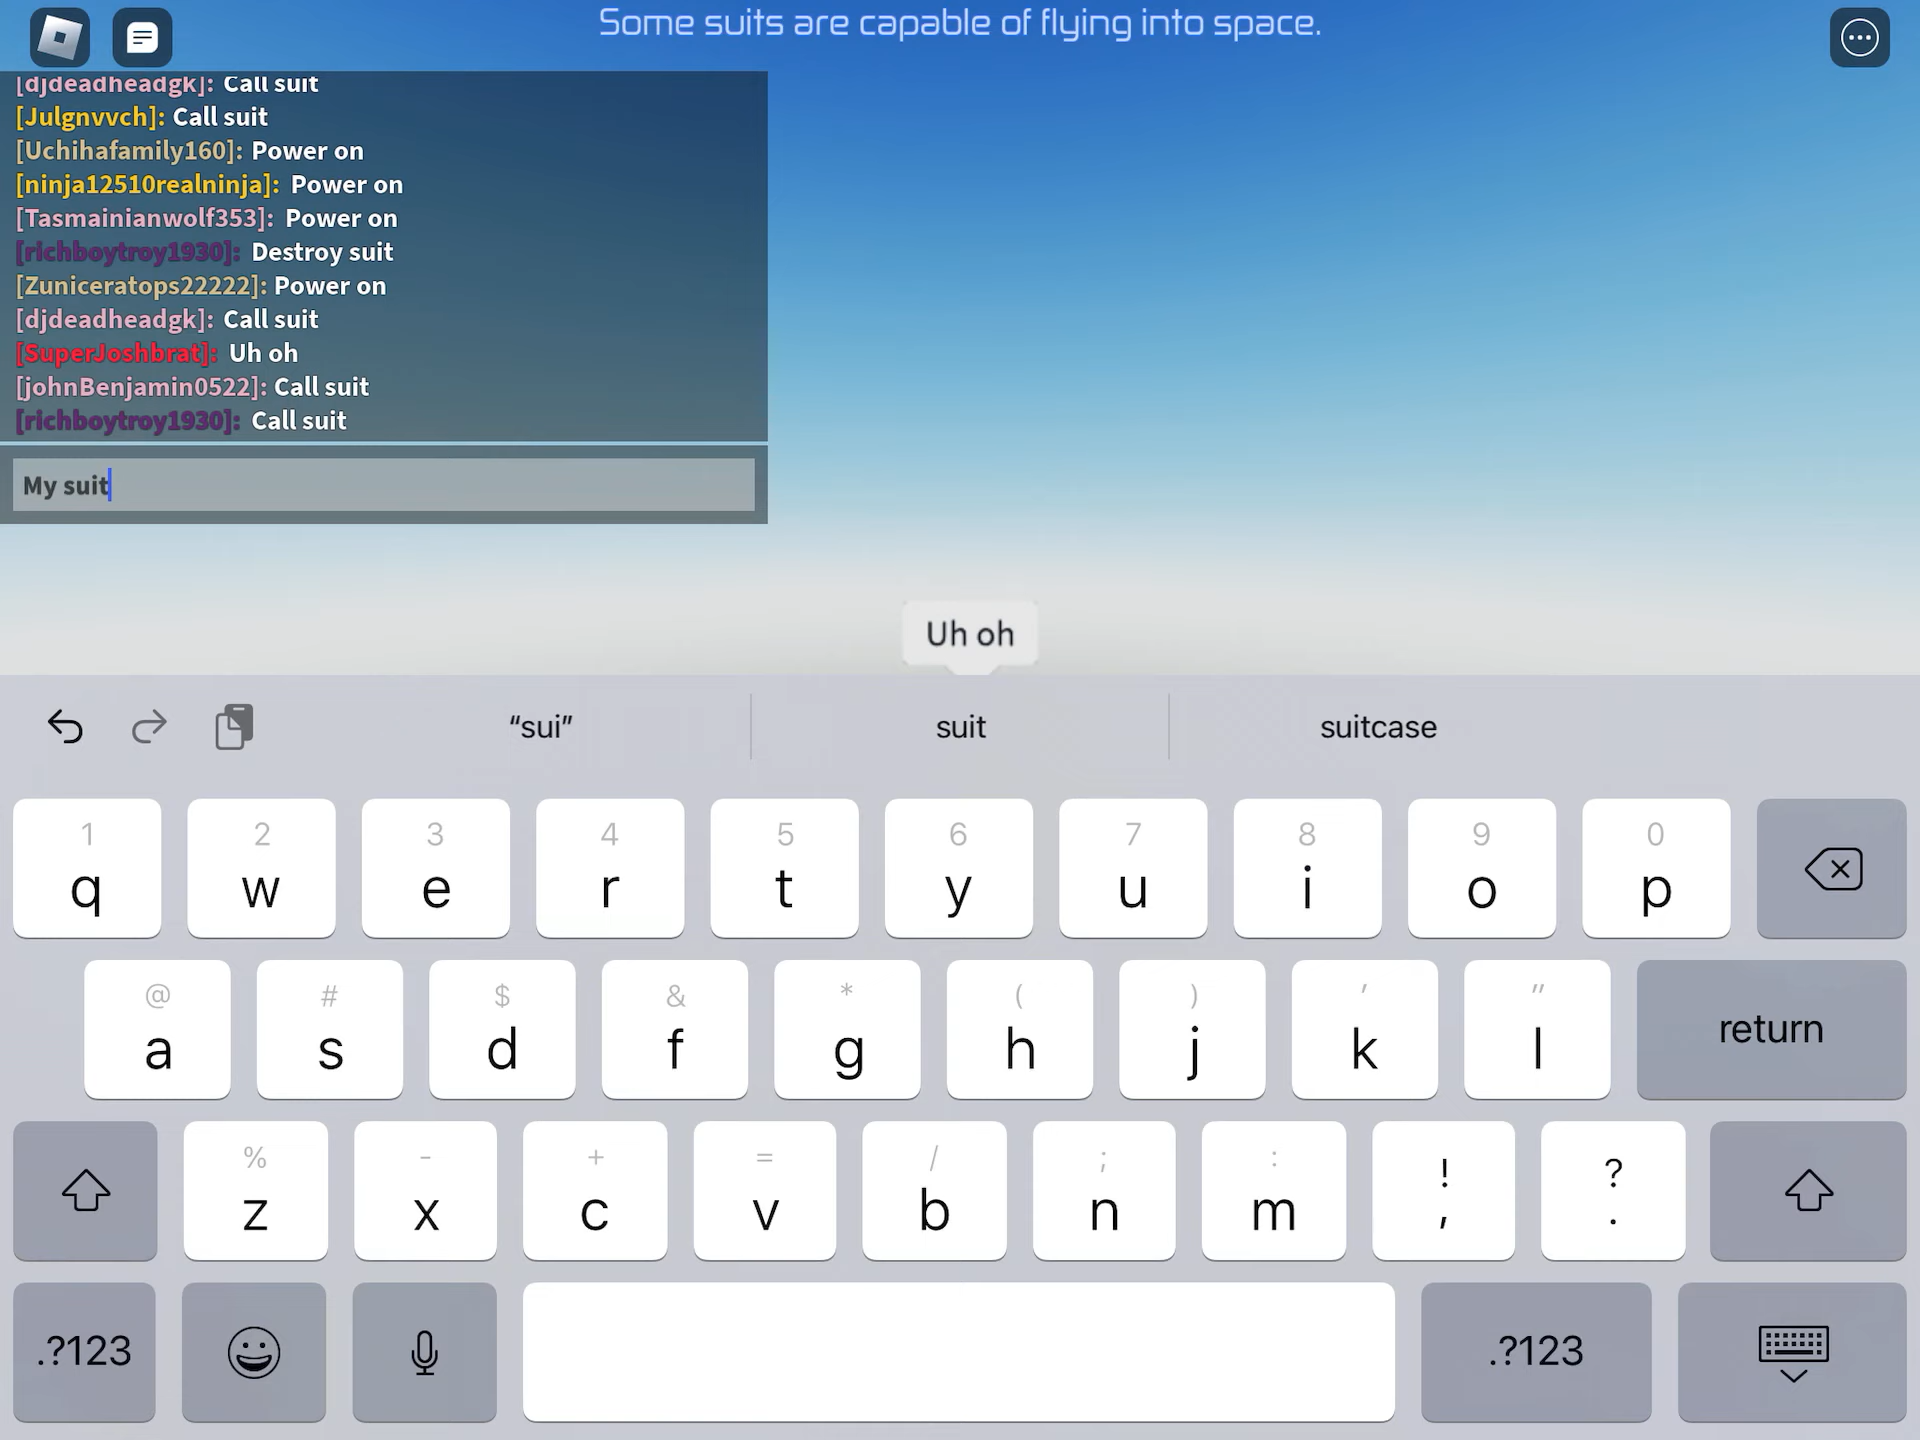 Some suits are capable of flying into space.
[djdeadheadgk]: Call suit
[Julgnvvch]: Call suit
[Uchihafamily160]: Power on
[ninja12510realninja]: Power on
[Tasmainianwolf353]: Power on
[richboytroy1930]: Destroy suit
[Zuniceratops22222]: Power on
[djdeadheadgk]: Call suit
[SuperJoshbrat]: Uh oh
[johnBenjamin0522]: Call suit
[richboytroy1930]: Call suit
My suit
Uh oh
“sui” suit suitcase
1 2 3 4 5 6 7 8 9 0
q w e r t y u i o p
@ # $ & * ( ) ' "
a s d f g h j k l return
% - + = / ; : ! ?
z x c v b n m , .
.?123 .?123